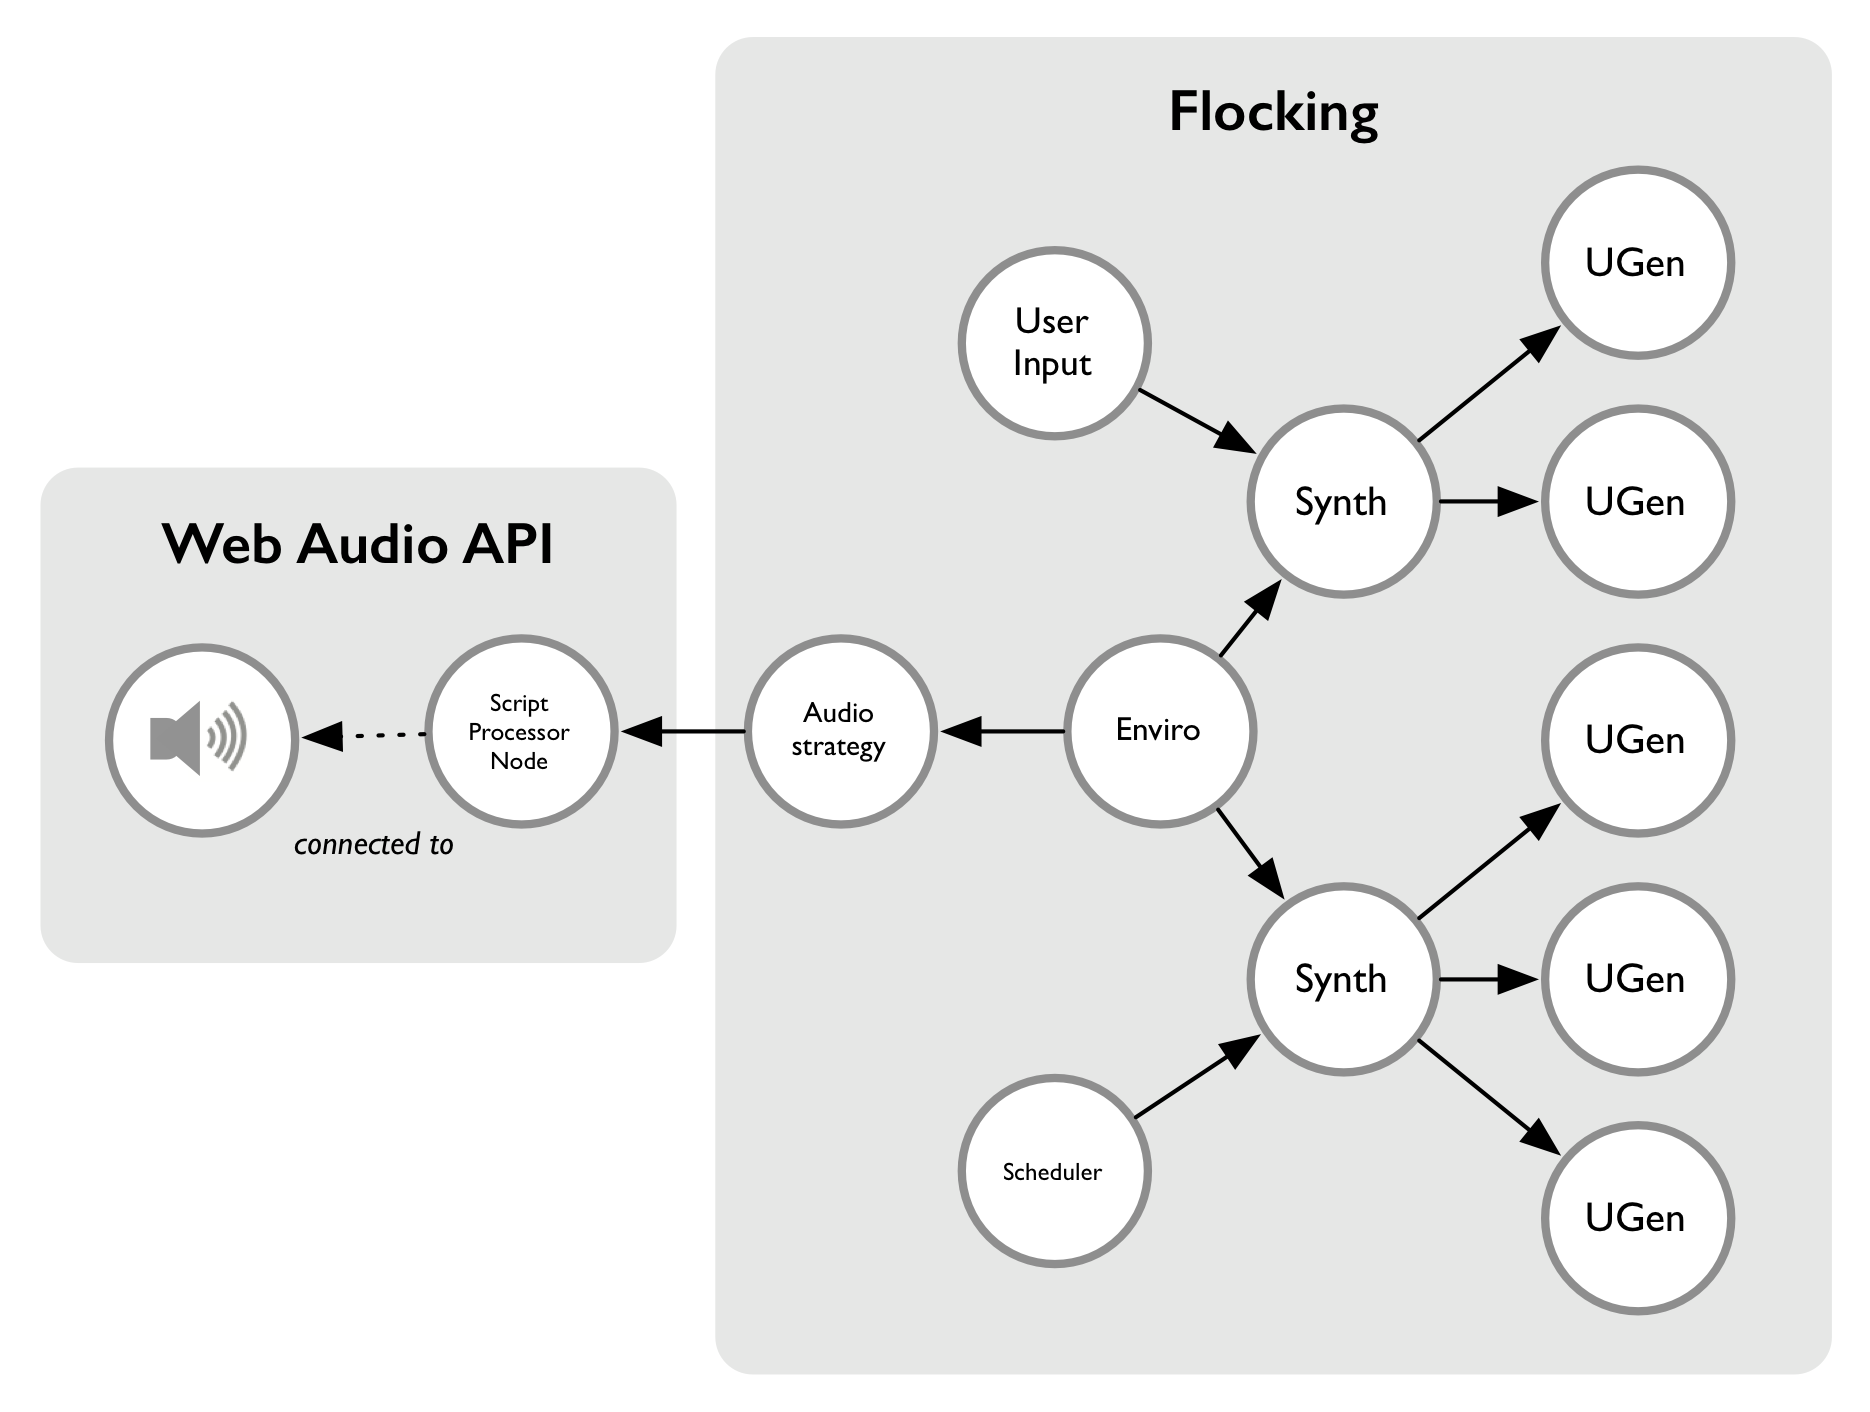 Flocking
UGen
User
Input
Synth
UGen
Web Audio API
Script
Processor
Node
connected to
Audio
strategy
Enviro
UGen
Synth
UGen
Scheduler
UGen